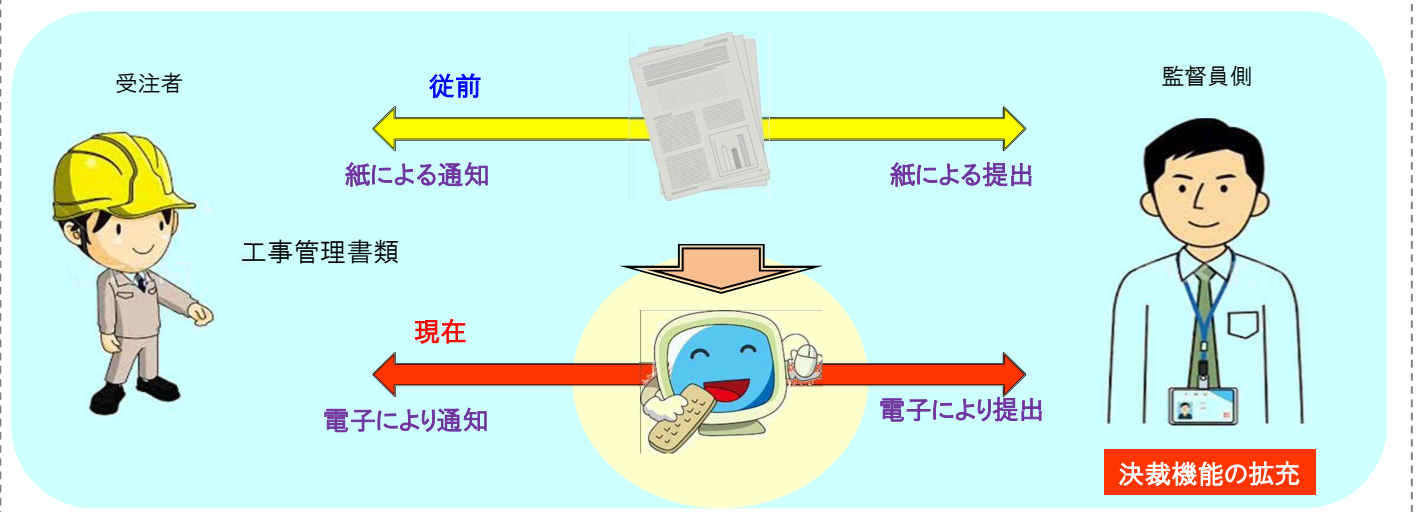 受注者
従前
監督員側
紙による通知
紙による提出
工事管理書類
現在
電子により通知
電子により提出
決裁機能の拡充